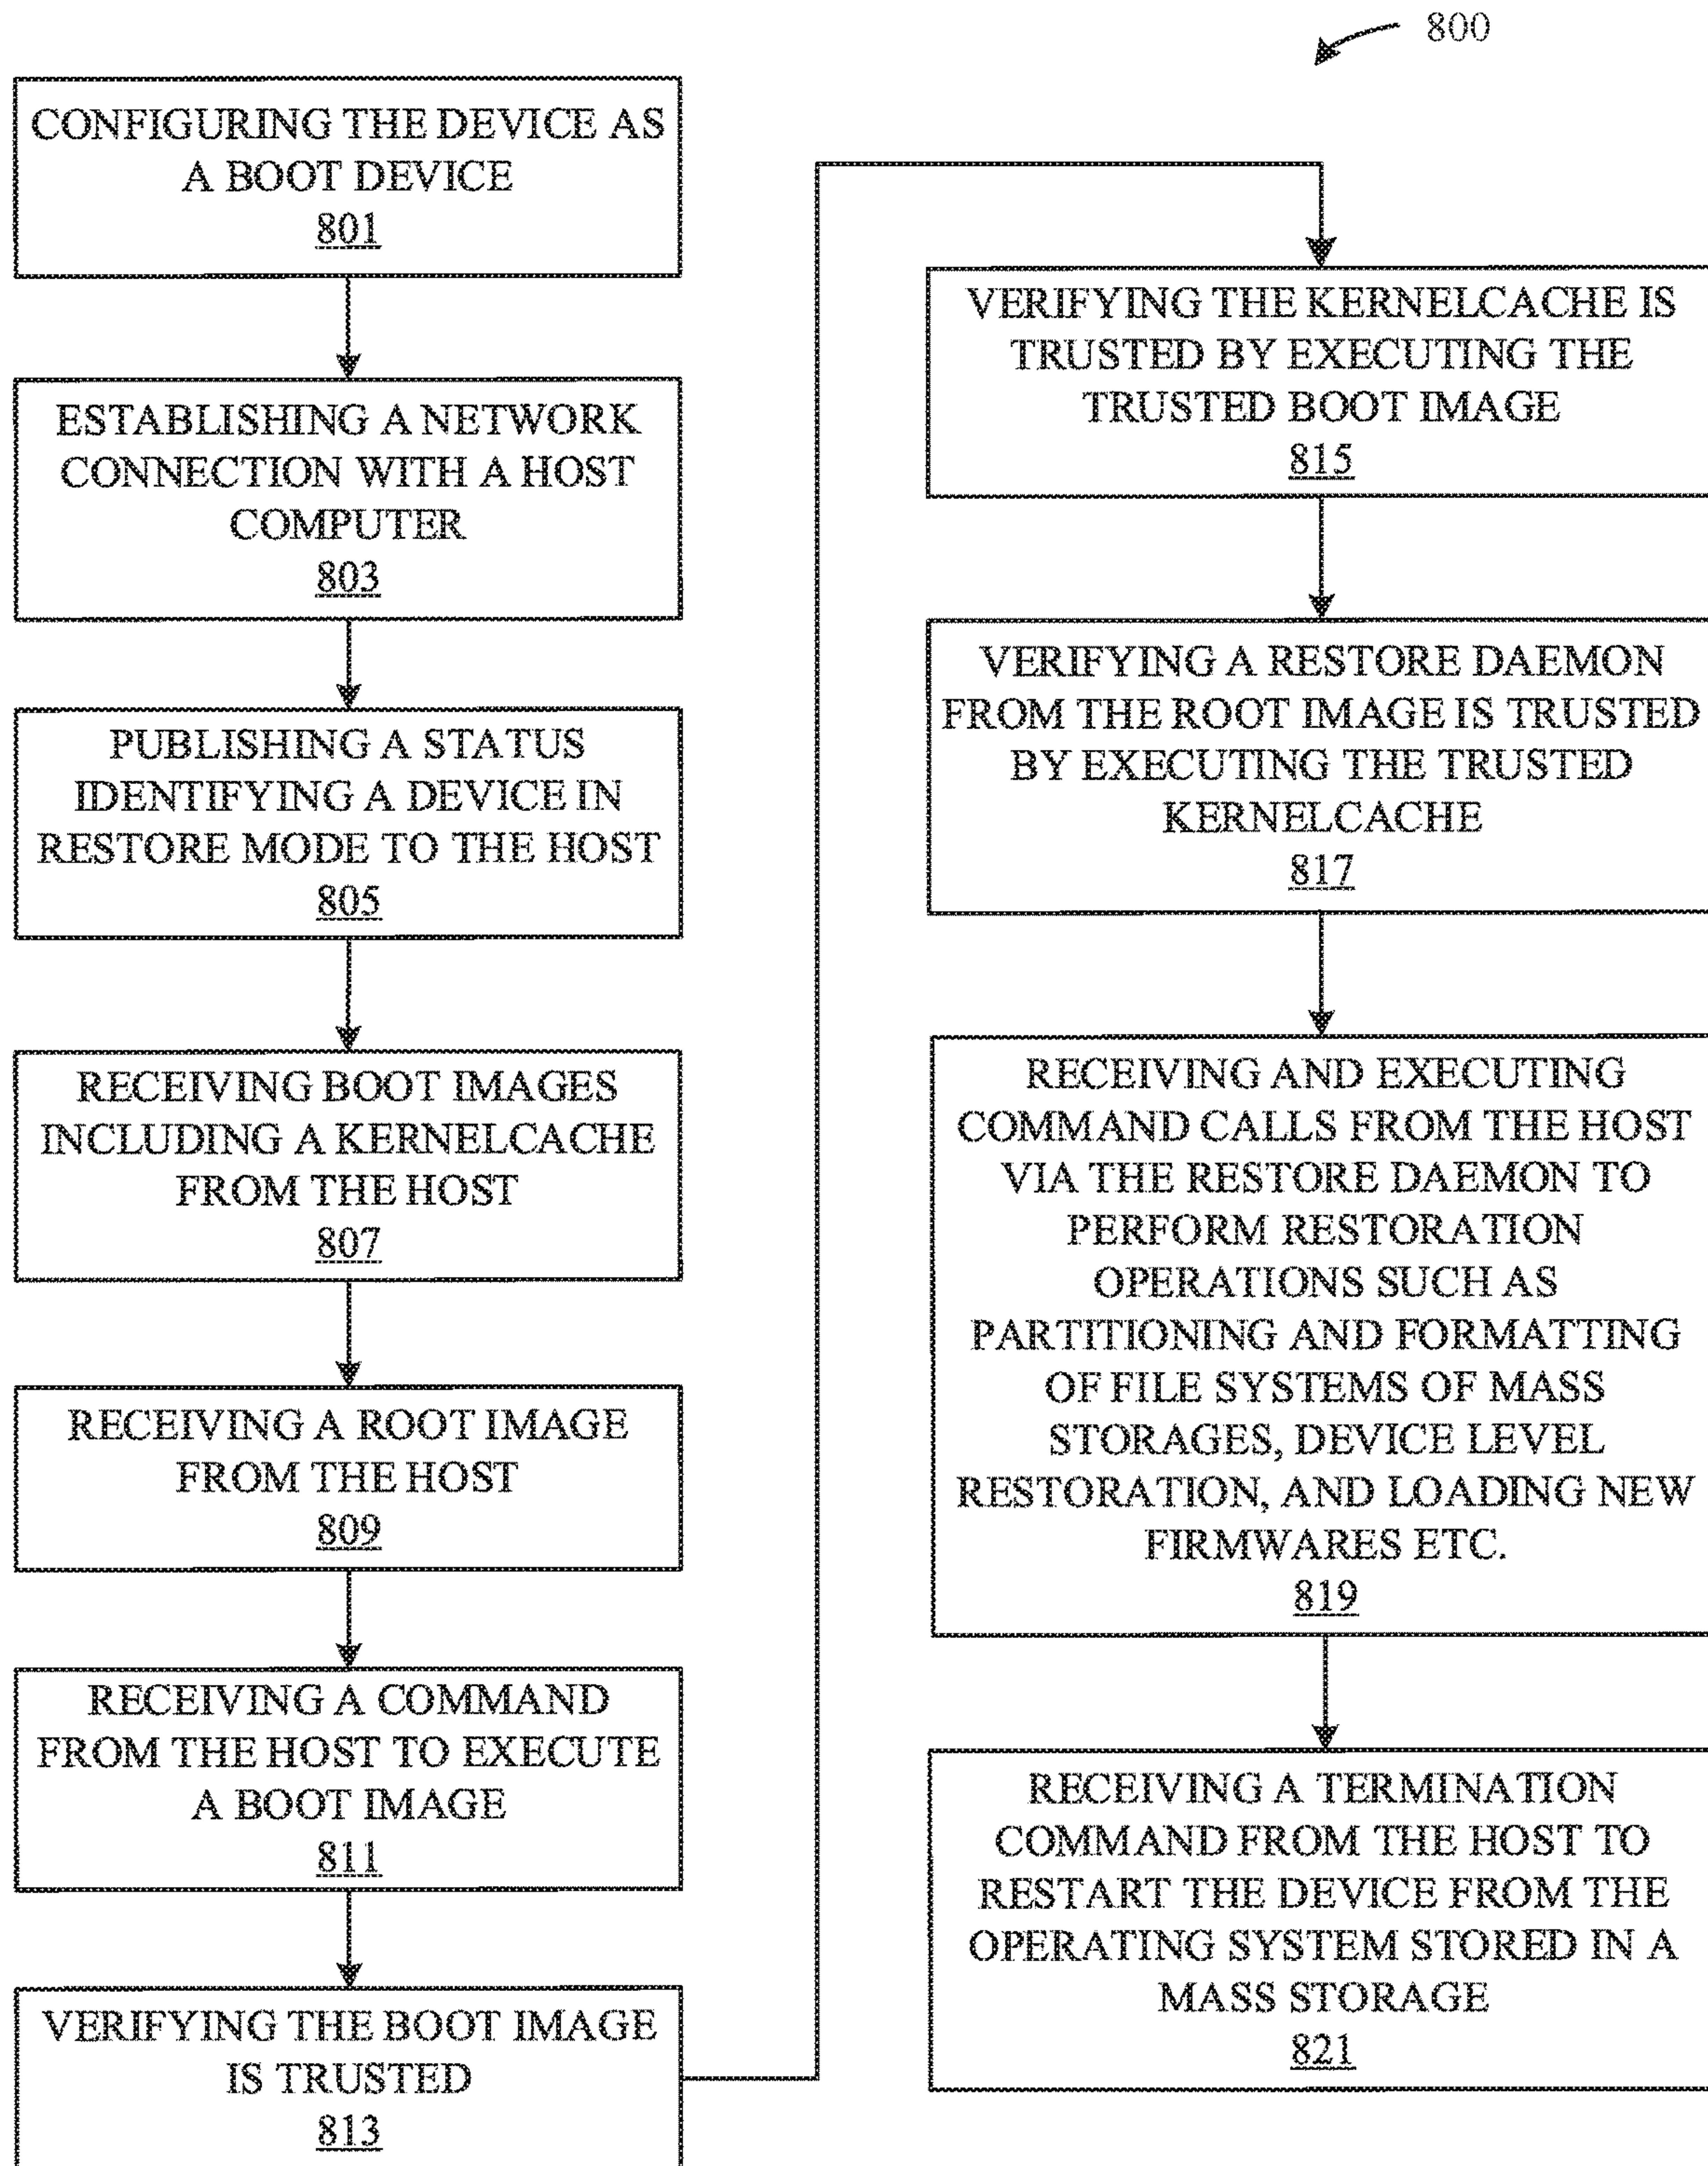 800
CONFIGURING THE DEVICE AS
A BOOT DEVICE
801
ESTABLISHING A NETWORK
CONNECTION WITH A HOST
COMPUTER
803
PUBLISHING A STATUS
IDENTIFYING A DEVICE IN
RESTORE MODE TO THE HOST
805
RECEIVING BOOT IMAGES
INCLUDING A KERNELCACHE
FROM THE HOST
807
RECEIVING A ROOT IMAGE
FROM THE HOST
809
RECEIVING A COMMAND
FROM THE HOST TO EXECUTE
A BOOT IMAGE
811
VERIFYING THE BOOT IMAGE
IS TRUSTED
813
VERIFYING THE KERNELCACHE IS
TRUSTED BY EXECUTING THE
TRUSTED BOOT IMAGE
815
VERIFYING A RESTORE DAEMON
FROM THE ROOT IMAGE IS TRUSTED
BY EXECUTING THE TRUSTED
KERNELCACHE
817
RECEIVING AND EXECUTING
COMMAND CALLS FROM THE HOST
VIA THE RESTORE DAEMON TO
PERFORM RESTORATION
OPERATIONS SUCH AS
PARTITIONING AND FORMATTING
OF FILE SYSTEMS OF MASS
STORAGES, DEVICE LEVEL
RESTORATION, AND LOADING NEW
FIRMWARES ETC.
819
RECEIVING A TERMINATION
COMMAND FROM THE HOST TO
RESTART THE DEVICE FROM THE
OPERATING SYSTEM STORED IN A
MASS STORAGE
821